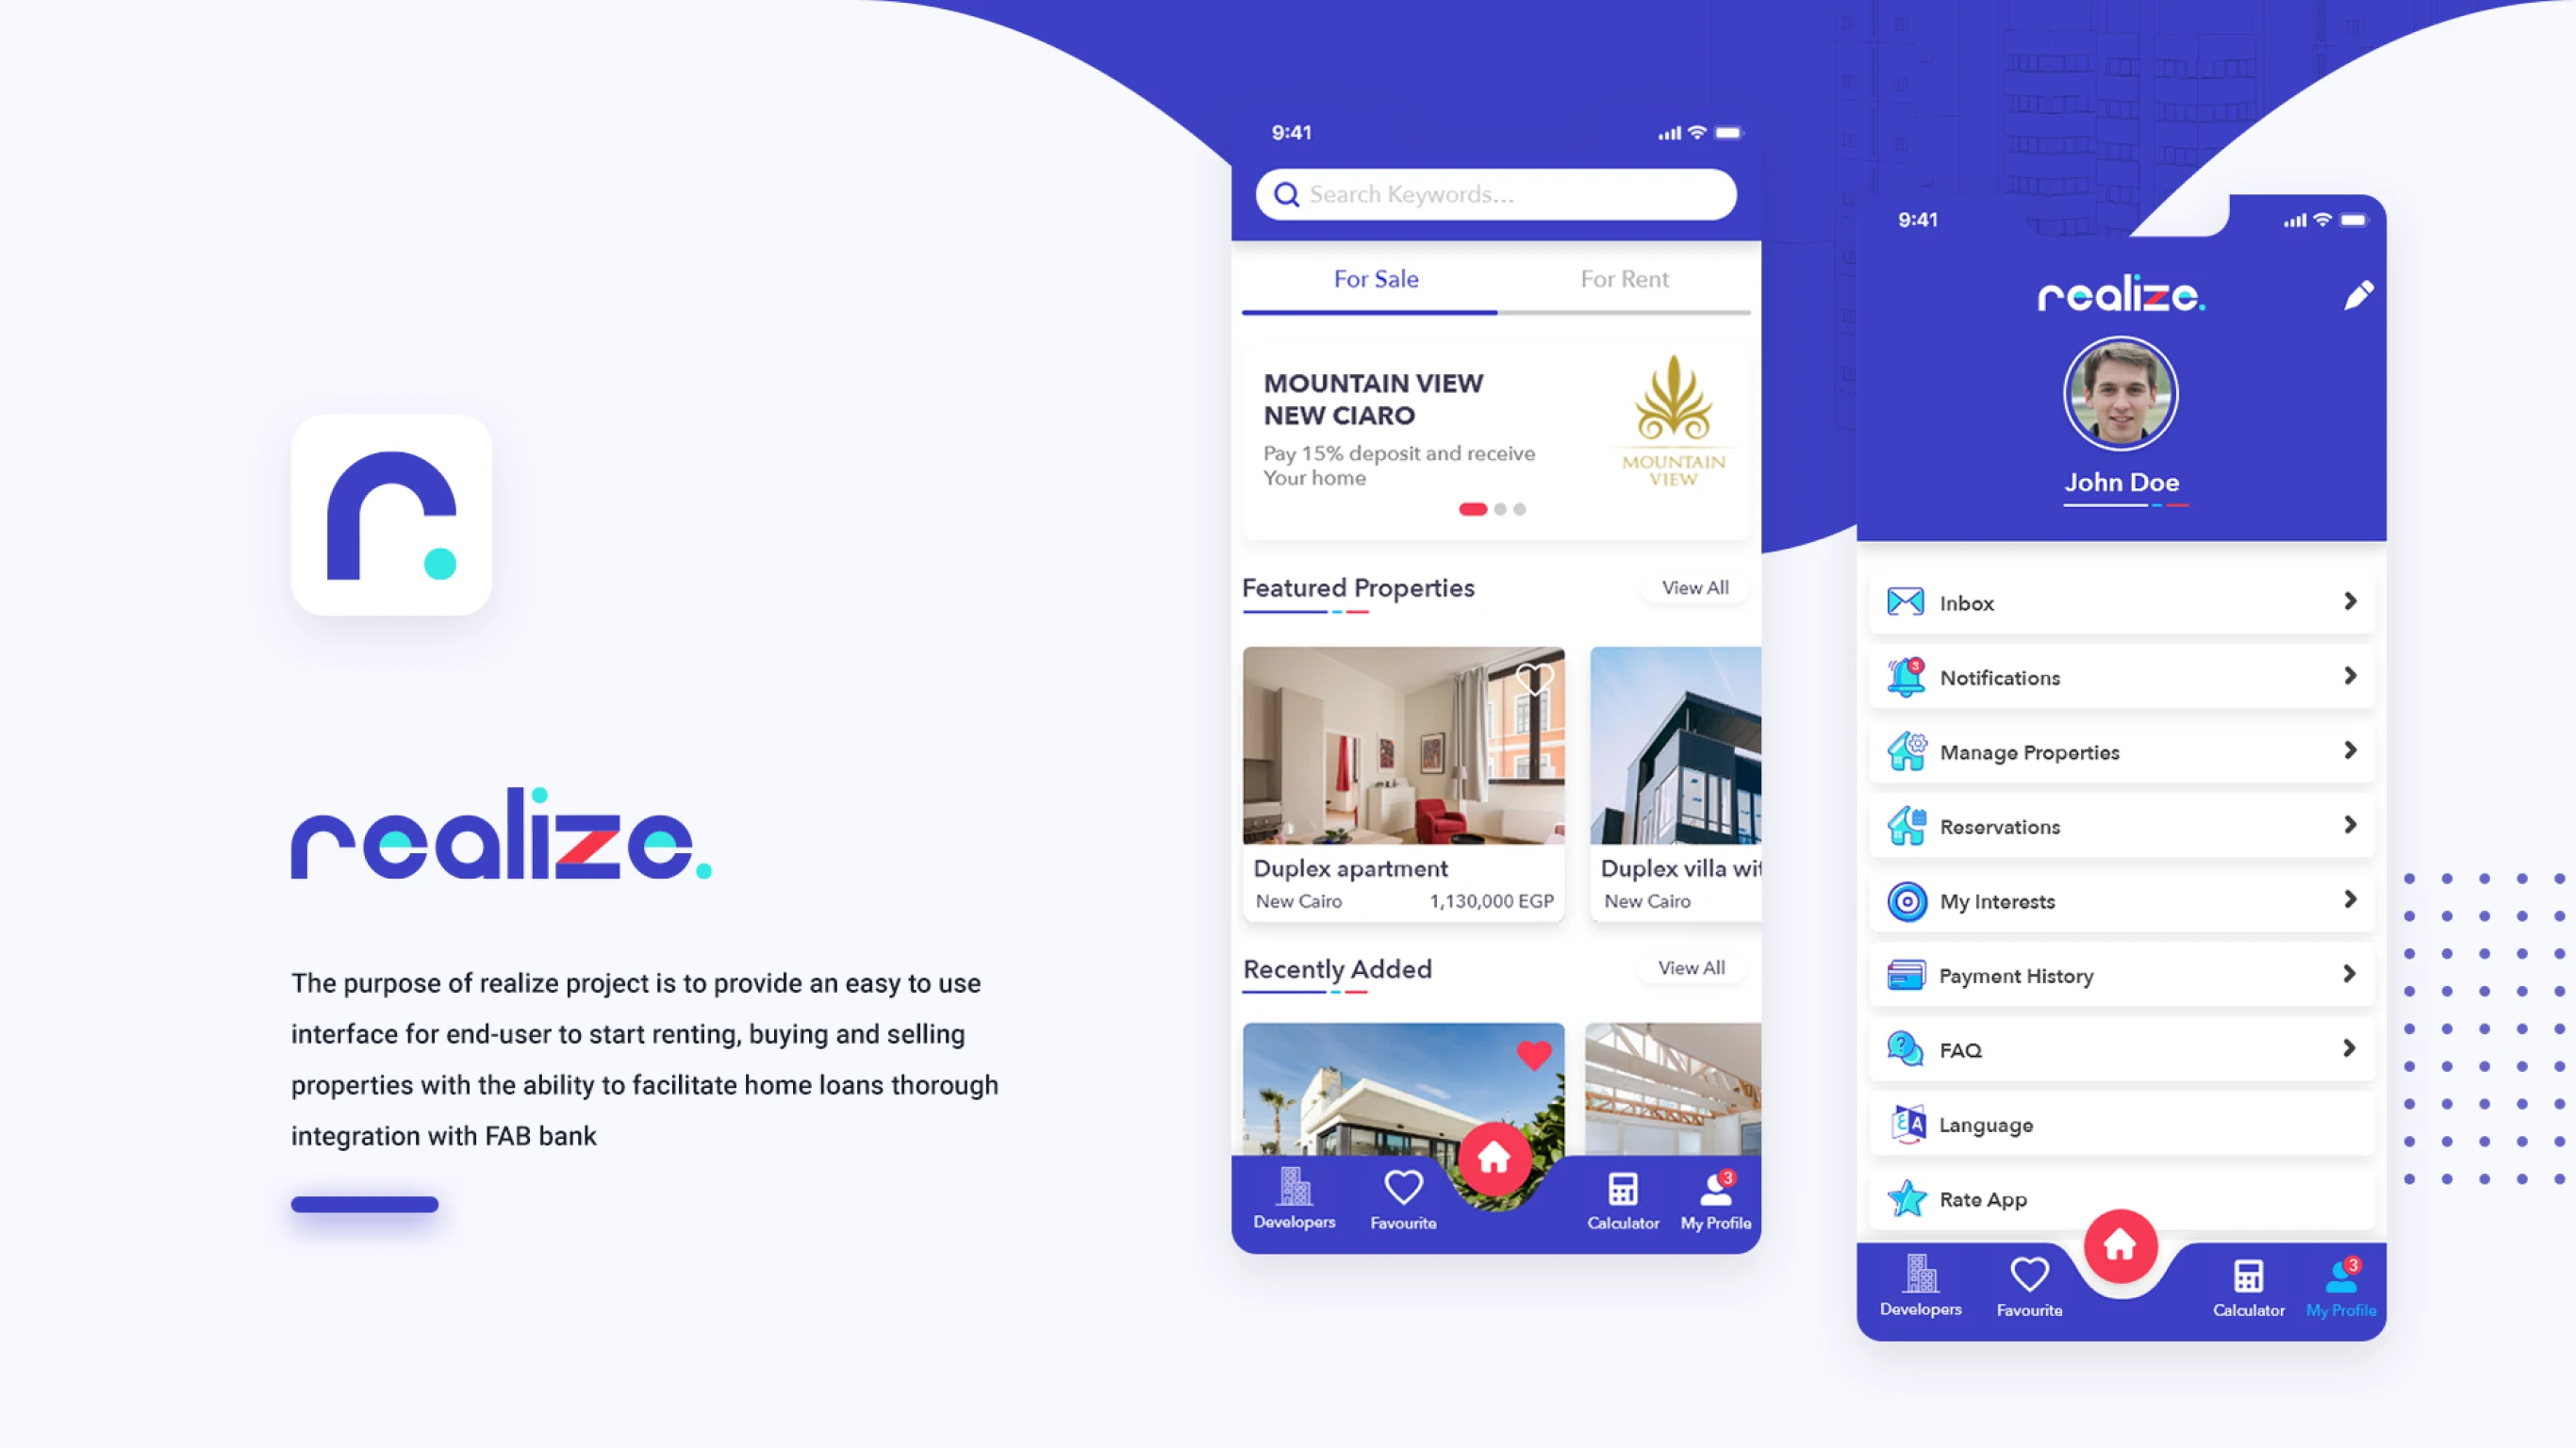 r.
realize.
The purpose of realize project is to provide an easy to use
interface for end-user to start renting, buying and selling
properties with the ability to facilitate home loans thorough
integration with FAB bank
9:41
Search Keywords...
For Sale
For Rent
MOUNTAIN VIEW
NEW CIARO
Pay 15% deposit and receive
Your home
MOUNTAIN
VIEW
Featured Properties
View All
Duplex apartment
New Cairo
1,130,000 EGP
Duplex villa wit
New Cairo
Recently Added
View All
Developers
Favourite
Calculator
3
My Profile
9:41
realize.
John Doe
Inbox
3
Notifications
Manage Properties
Reservations
My Interests
Payment History
?
FAQ
ع A
Language
Rate App
Developers
Favourite
Calculator
3
My Profile